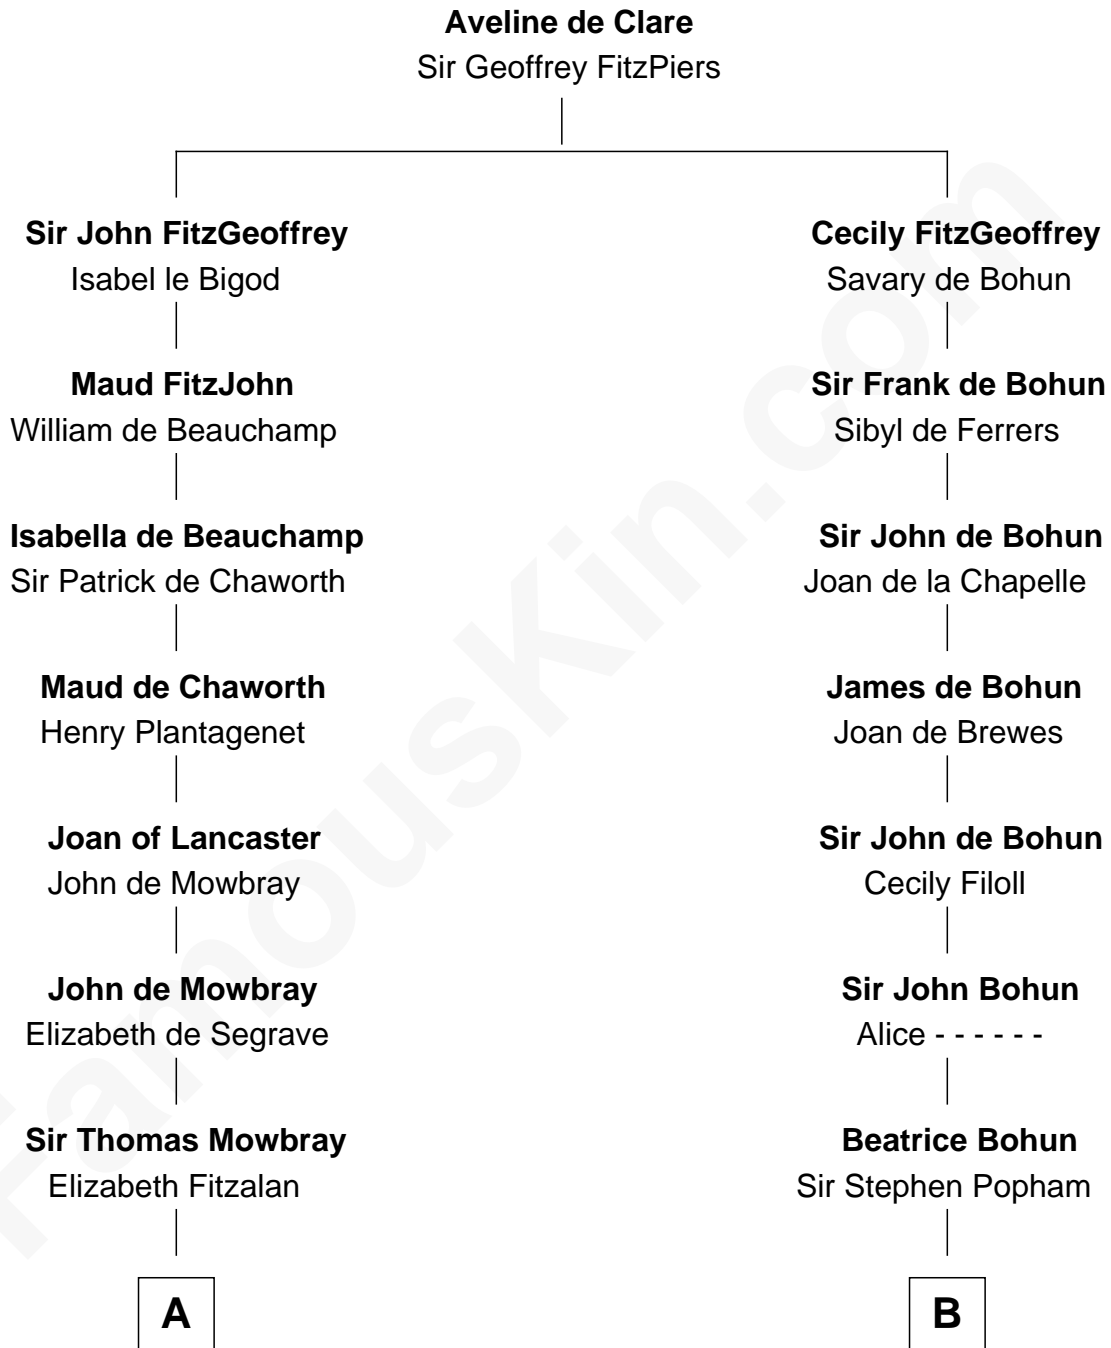 Aveline de Clare
Sir Geoffrey FitzPiers
Sir John FitzGeoffrey
Isabel le Bigod
Cecily FitzGeoffrey
Savary de Bohun
Maud FitzJohn
William de Beauchamp
Sir Frank de Bohun
Sibyl de Ferrers
Isabella de Beauchamp
Sir Patrick de Chaworth
Sir John de Bohun
Joan de la Chapelle
Maud de Chaworth
Henry Plantagenet
James de Bohun
Joan de Brewes
Joan of Lancaster
John de Mowbray
Sir John de Bohun
Cecily Filoll
John de Mowbray
Elizabeth de Segrave
Sir John Bohun
Alice - - - - - -
Sir Thomas Mowbray
Elizabeth Fitzalan
Beatrice Bohun
Sir Stephen Popham
A
B
FamousKin.com